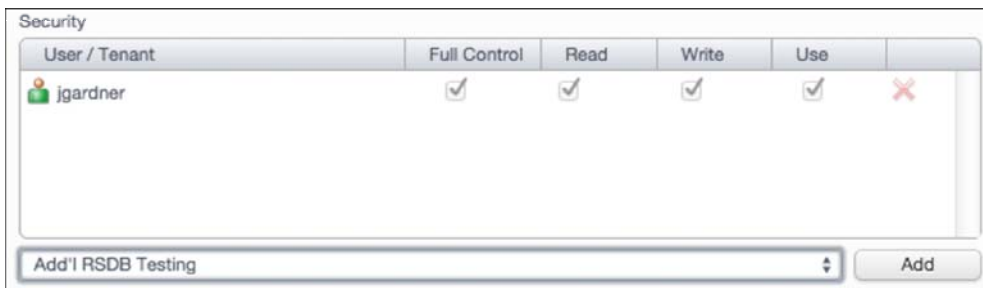 Security
User / Tenant Full Control Read Write Use
jgardner
Add'l RSDB Testing Add